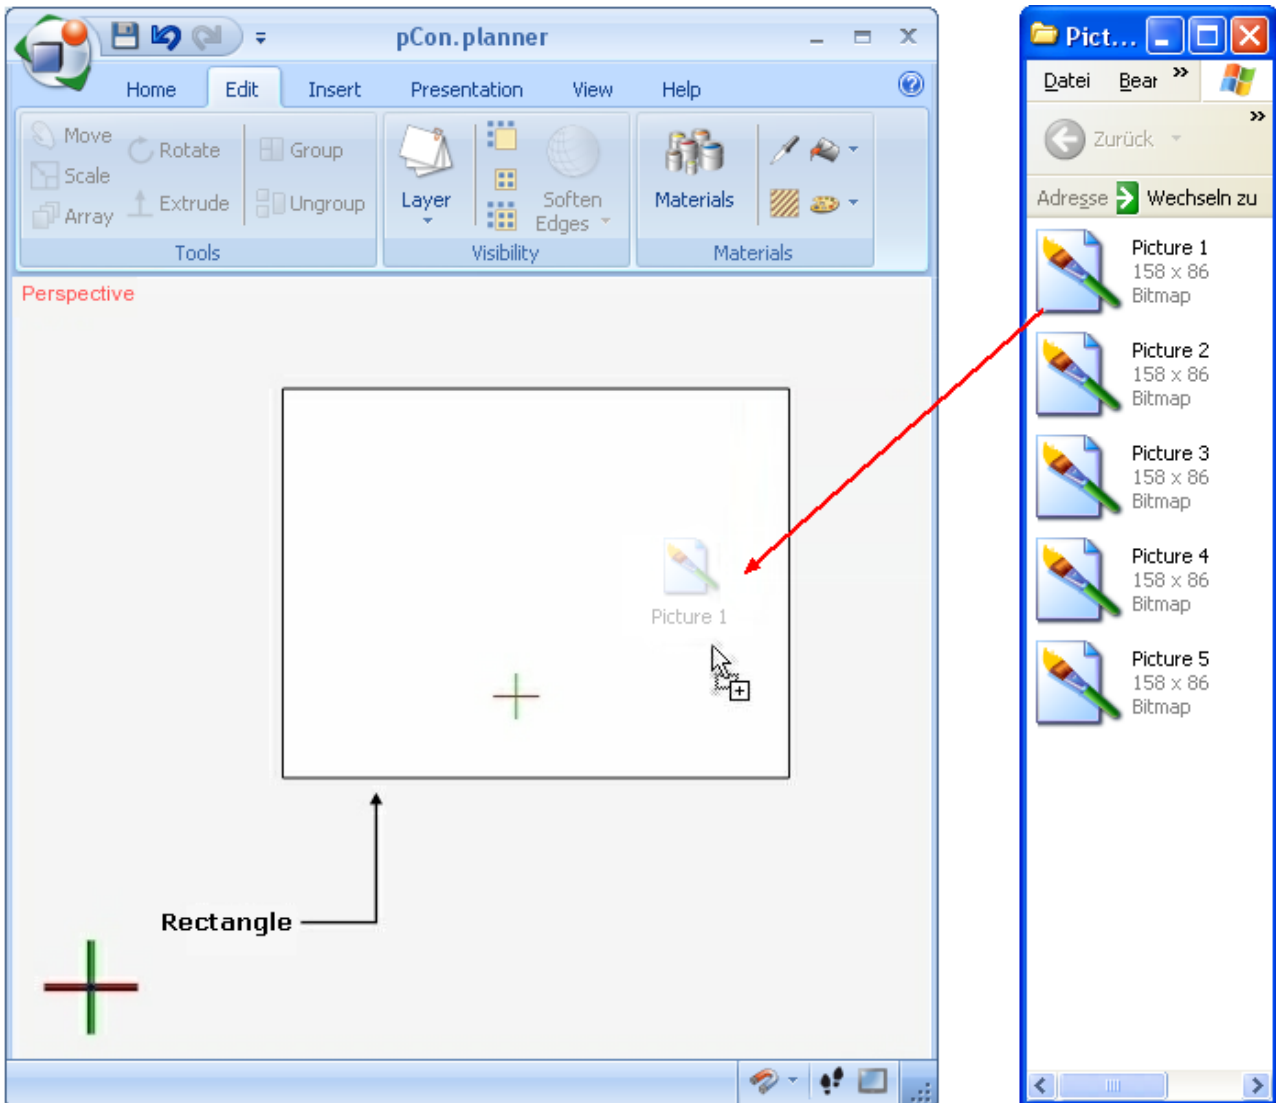 pCon.planner
Home Edit Insert Presentation View Help
Move Rotate Group
Scale
Array Extrude Ungroup
Tools
Layer
Soften Edges
Visibility
Materials
Materials
Perspective
Picture 1
Rectangle
Pict...
Datei Bear »
Zurück »
Adresse Wechseln zu
Picture 1
158 x 86
Bitmap
Picture 2
158 x 86
Bitmap
Picture 3
158 x 86
Bitmap
Picture 4
158 x 86
Bitmap
Picture 5
158 x 86
Bitmap